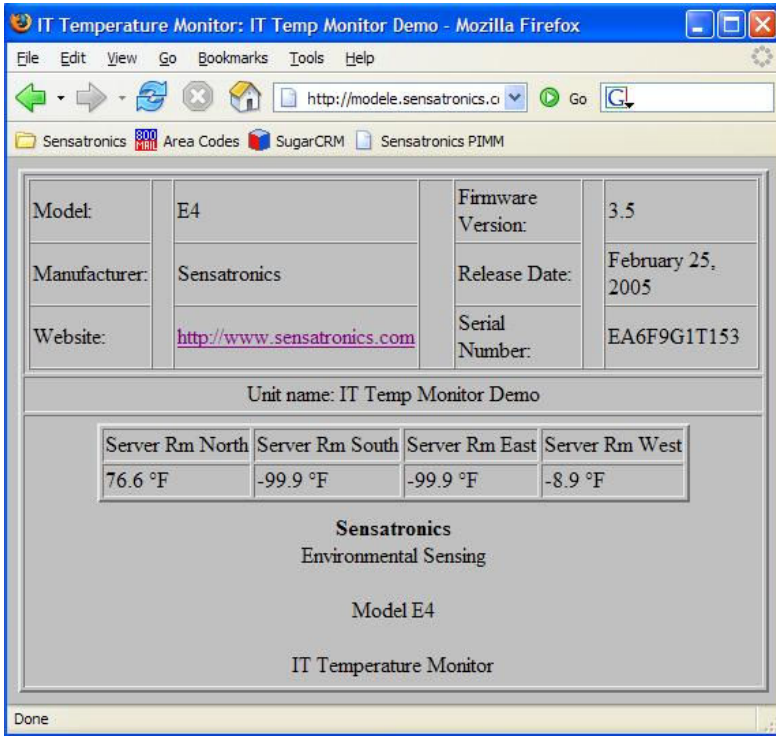 IT Temperature Monitor: IT Temp Monitor Demo - Mozilla Firefox
File Edit View Go Bookmarks Tools Help
http://modele.sensatronics.co Go G
Sensatronics 800 MAIL Area Codes SugarCRM Sensatronics PIMM
Model: E4 Firmware Version: 3.5
Manufacturer: Sensatronics Release Date: February 25, 2005
Website: http://www.sensatronics.com Serial Number: EA6F9G1T153
Unit name: IT Temp Monitor Demo
Server Rm North Server Rm South Server Rm East Server Rm West
76.6 °F -99.9 °F -99.9 °F -8.9 °F
Sensatronics
Environmental Sensing
Model E4
IT Temperature Monitor
Done